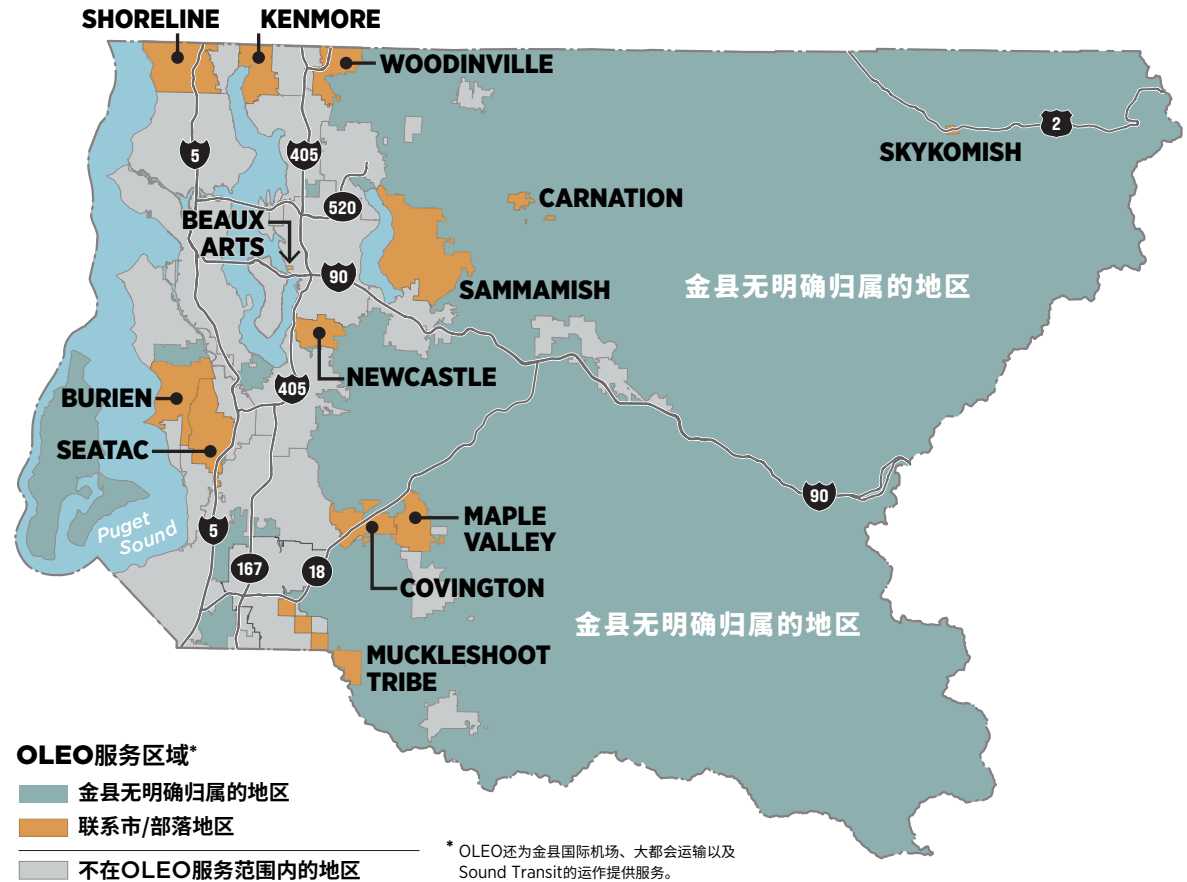 SHORELINE
KENMORE
WOODINVILLE
2
SKYKOMISH
5
405
CARNATION
520
BEAUX
ARTS
90
SAMMAMISH
金县无明确归属的地区
NEWCASTLE
405
BURIEN
SEATAC
90
Puget
Sound
5
MAPLE
VALLEY
167
18
COVINGTON
金县无明确归属的地区
MUCKLESHOOT
TRIBE
OLEO服务区域*
金县无明确归属的地区
联系市/部落地区
不在OLEO服务范围内的地区
* OLEO还为金县国际机场、大都会运输以及
Sound Transit的运作提供服务。